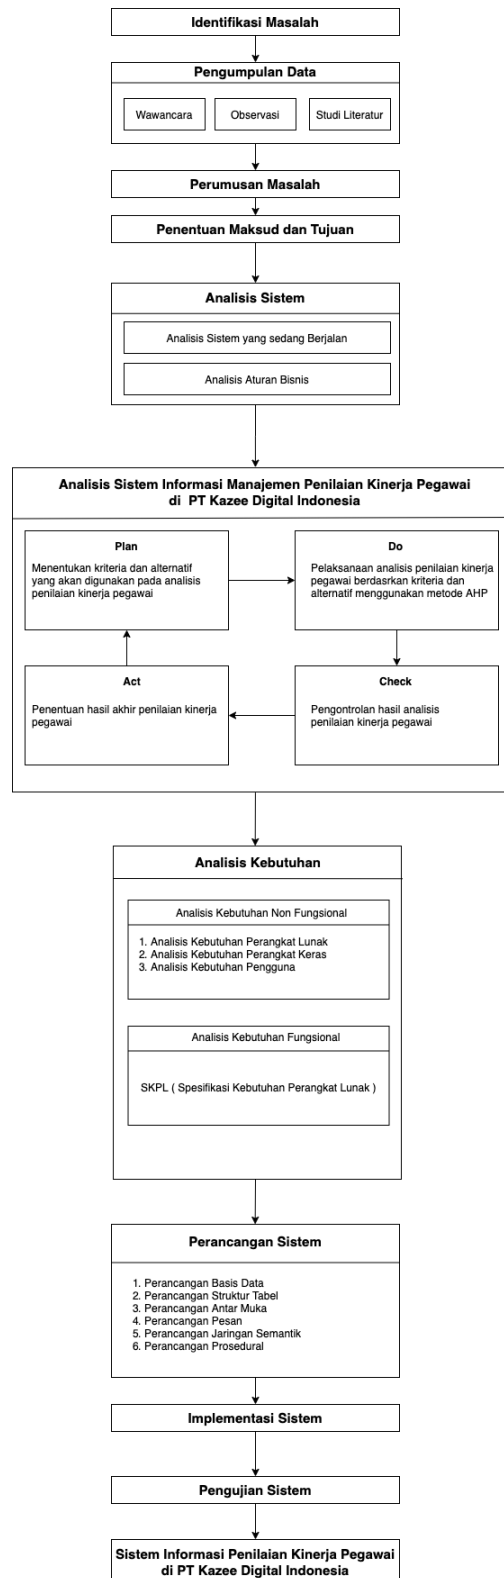 Identifikasi Masalah
Pengumpulan Data
Wawancara
Observasi
Studi Literatur
Perumusan Masalah
Penentuan Maksud dan Tujuan
Analisis Sistem
Analisis Sistem yang sedang Berjalan
Analisis Aturan Bisnis
Analisis Sistem Informasi Manajemen Penilaian Kinerja Pegawai
di PT Kazee Digital Indonesia
Plan
Menentukan kriteria dan alternatif
yang akan digunakan pada analisis
penilaian kinerja pegawai
Do
Pelaksanaan analisis penilaian kinerja
pegawai berdasrkan kriteria dan
alternatif menggunakan metode AHP
Act
Penentuan hasil akhir penilaian kinerja
pegawai
Check
Pengontrolan hasil analisis
penilaian kinerja pegawai
Analisis Kebutuhan
Analisis Kebutuhan Non Fungsional
1. Analisis Kebutuhan Perangkat Lunak
2. Analisis Kebutuhan Perangkat Keras
3. Analisis Kebutuhan Pengguna
Analisis Kebutuhan Fungsional
SKPL ( Spesifikasi Kebutuhan Perangkat Lunak )
Perancangan Sistem
1. Perancangan Basis Data
2. Perancangan Struktur Tabel
3. Perancangan Antar Muka
4. Perancangan Pesan
5. Perancangan Jaringan Semantik
6. Perancangan Prosedural
Implementasi Sistem
Pengujian Sistem
Sistem Informasi Penilaian Kinerja Pegawai
di PT Kazee Digital Indonesia